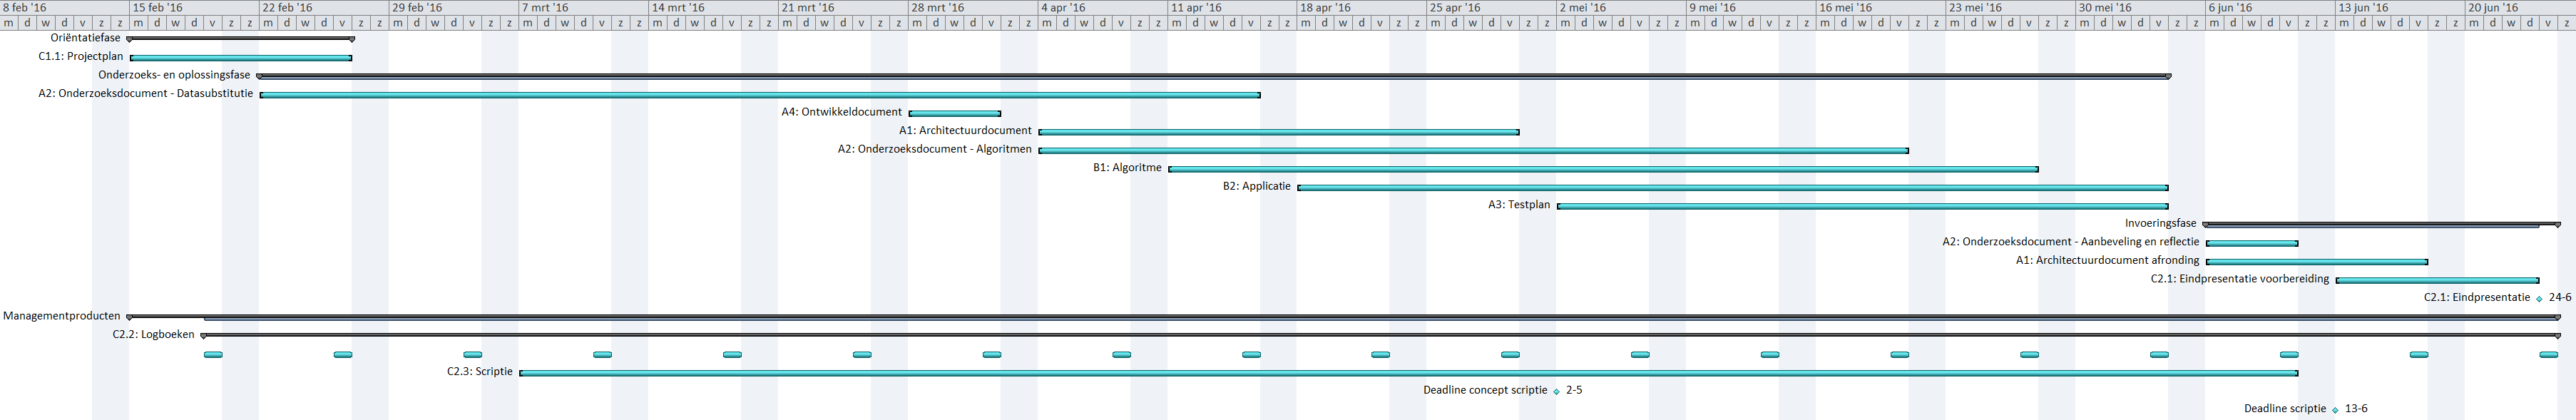 8 feb '16 15 feb '16 22 feb '16 29 feb '16 7 mrt '16 14 mrt '16 21 mrt '16 28 mrt '16 4 apr '16 11 apr '16 18 apr '16 25 apr '16 2 mei '16 9 mei '16 16 mei '16 23 mei '16 30 mei '16 6 jun '16 13 jun '16 20 jun '16
m d w d v z z m d w d v z z m d w d v z z m d w d v z z m d w d v z z m d w d v z z m d w d v z z m d w d v z z m d w d v z z m d w d v z z m d w d v z z m d w d v z z m d w d v z z m d w d v z z m d w d v z z m d w d v z z m d w d v z z m d w d v z z m d w d v z z m d w d v z
Oriëntatiefase
C1.1: Projectplan
Onderzoeks- en oplossingsfase
A2: Onderzoeksdocument - Datasubstitutie
A4: Ontwikkeldocument
A1: Architectuurdocument
A2: Onderzoeksdocument - Algoritmen
B1: Algoritme
B2: Applicatie
A3: Testplan
Invoeringsfase
A2: Onderzoeksdocument - Aanbeveling en reflectie
A1: Architectuurdocument afronding
C2.1: Eindpresentatie voorbereiding
C2.1: Eindpresentatie 24-6
Managementproducten
C2.2: Logboeken
C2.3: Scriptie
Deadline concept scriptie 2-5
Deadline scriptie 13-6